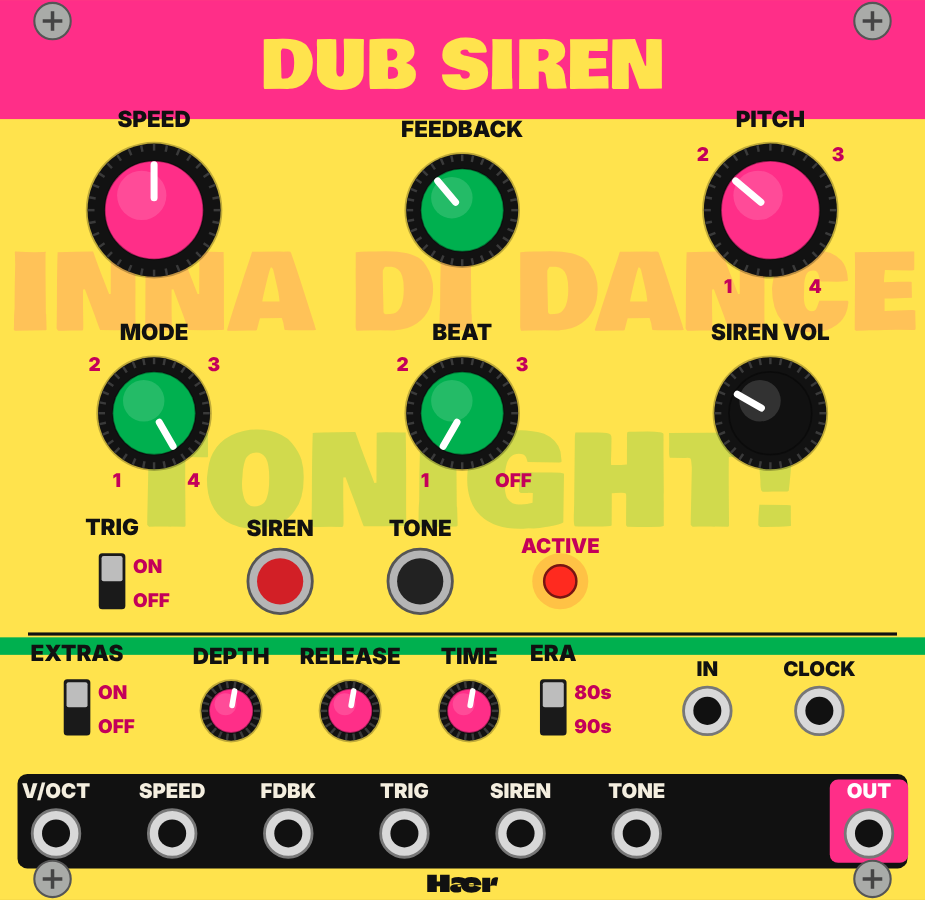 DUB SIREN
SPEED FEEDBACK PITCH
2 3
1 4
INNA DI DANCE
MODE BEAT SIREN VOL
2 3 2 3
1 4 1 OFF
TONIGHT!
TRIG SIREN TONE ACTIVE
ON
OFF
EXTRAS DEPTH RELEASE TIME ERA IN CLOCK
ON 80s
OFF 90s
V/OCT SPEED FDBK TRIG SIREN TONE OUT
Hær